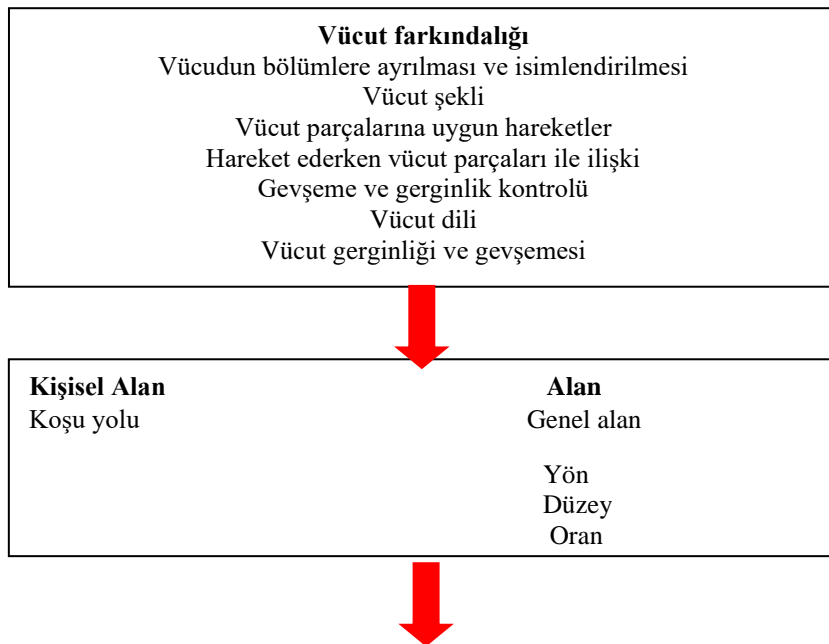 Vücut farkındalığı
Vücudun bölümlere ayrılması ve isimlendirilmesi
Vücut şekli
Vücut parçalarına uygun hareketler
Hareket ederken vücut parçaları ile ilişki
Gevşeme ve gerginlik kontrolü
Vücut dili
Vücut gerginliği ve gevşemesi
Kişisel Alan Alan
Koşu yolu Genel alan
Yön
Düzey
Oran